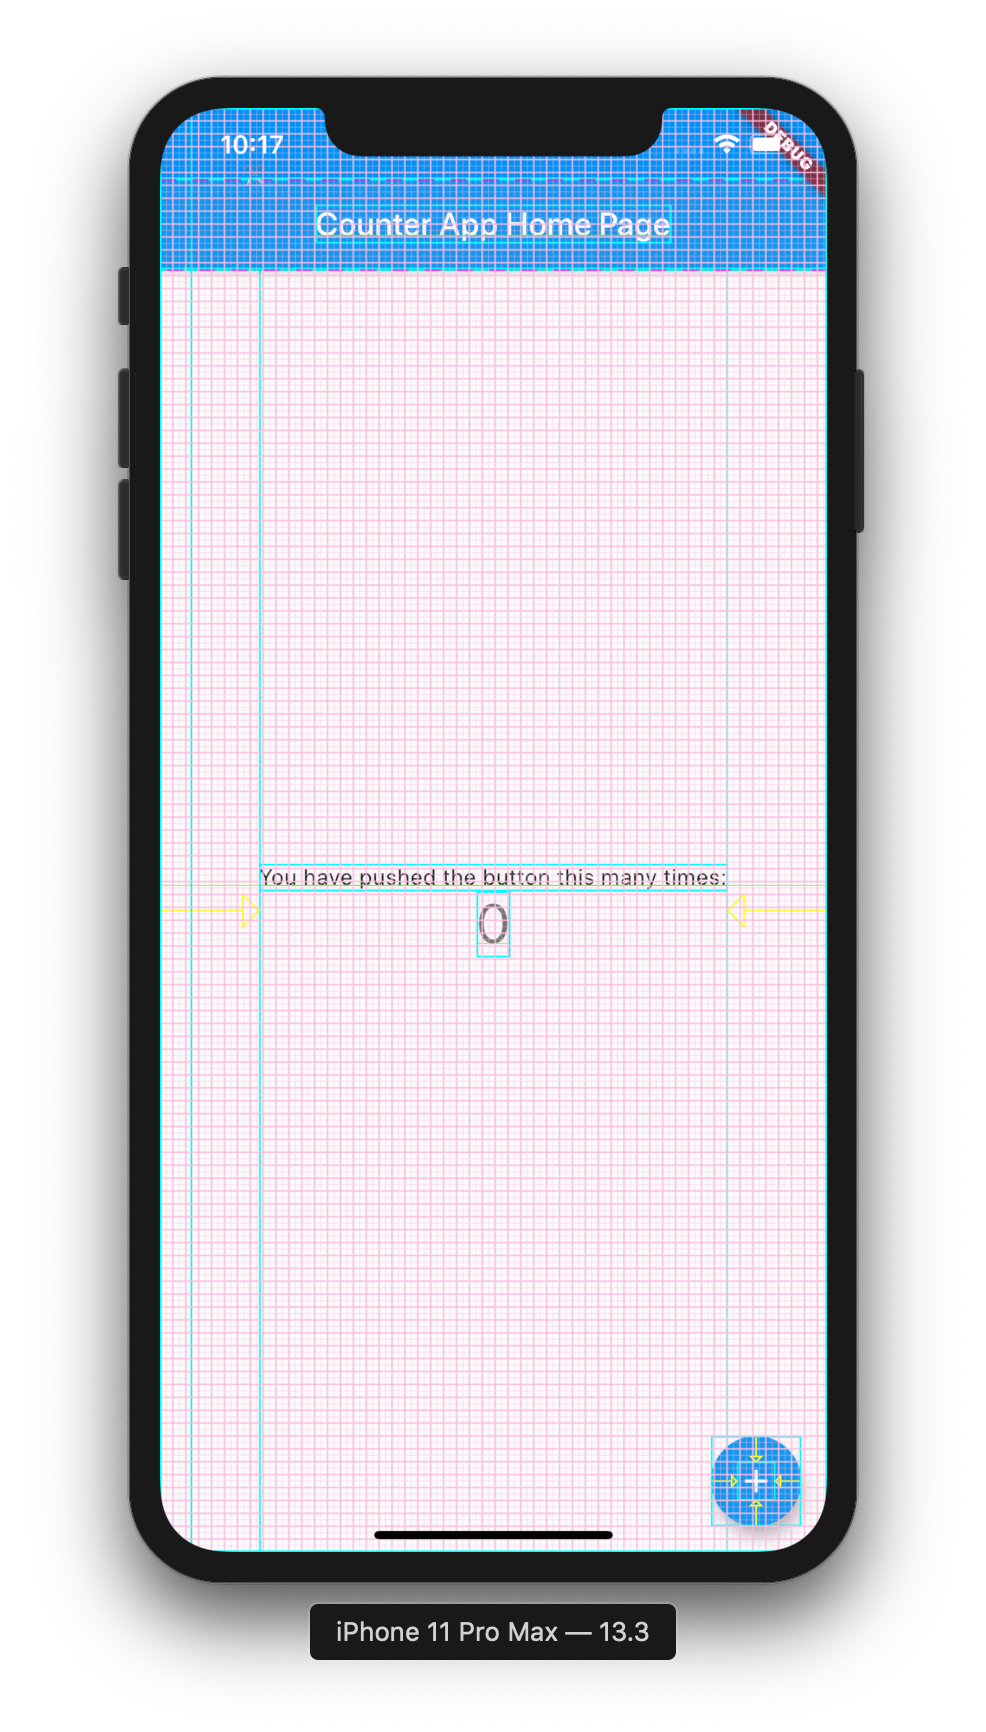 10:17
DEBUG
Counter App Home Page
You have pushed the button this many times:
0
+
iPhone 11 Pro Max — 13.3